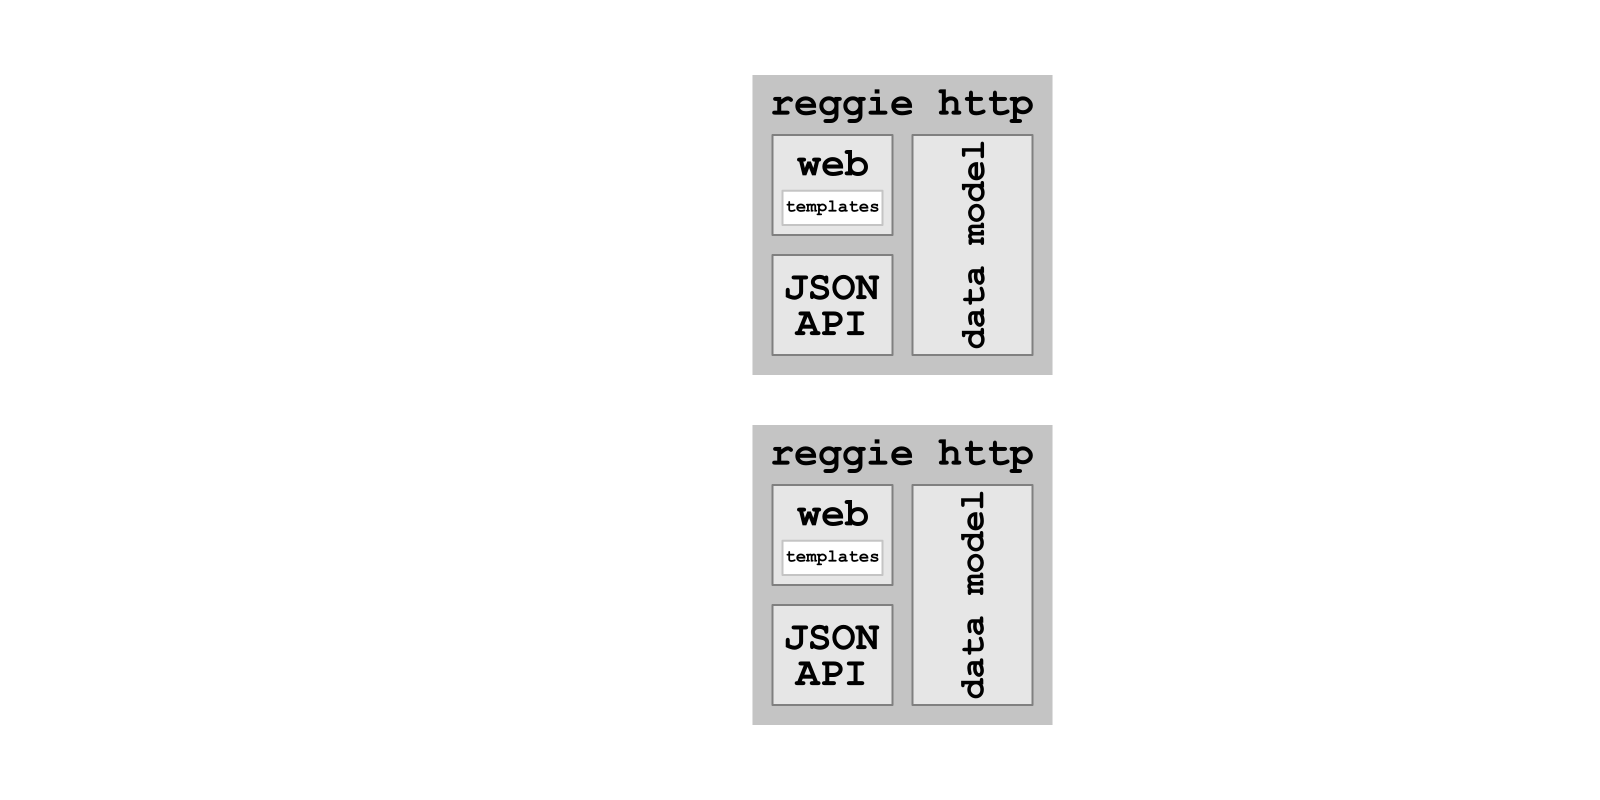 reggie http
web
templates
JSON
API
data model
reggie http
web
templates
JSON
API
data model